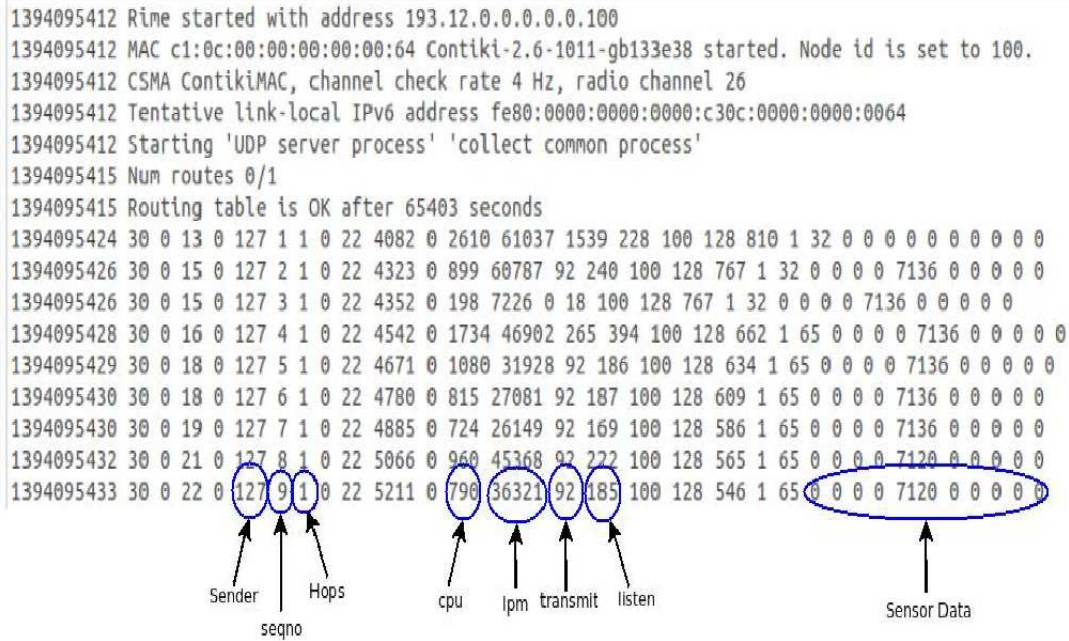 1394095412 Rime started with address 193.12.0.0.0.0.0.100
1394095412 MAC c1:0c:00:00:00:00:00:64 Contiki-2.6-1011-gb133e38 started. Node id is set to 100.
1394095412 CSMA ContikiMAC, channel check rate 4 Hz, radio channel 26
1394095412 Tentative link-local IPv6 address fe80:0000:0000:0000:c30c:0000:0000:0064
1394095412 Starting 'UDP server process' 'collect common process'
1394095415 Num routes 0/1
1394095415 Routing table is OK after 65403 seconds
1394095424 30 0 13 0 127 1 1 0 22 4082 0 2610 61037 1539 228 100 128 810 1 32 0 0 0 0 0 0 0 0 0 0
1394095426 30 0 15 0 127 2 1 0 22 4323 0 899 60787 92 240 100 128 767 1 32 0 0 0 0 7136 0 0 0 0 0
1394095426 30 0 15 0 127 3 1 0 22 4352 0 198 7226 0 18 100 128 767 1 32 0 0 0 0 7136 0 0 0 0 0
1394095428 30 0 16 0 127 4 1 0 22 4542 0 1734 46902 265 394 100 128 662 1 65 0 0 0 0 7136 0 0 0 0 0
1394095429 30 0 18 0 127 5 1 0 22 4671 0 1080 31928 92 186 100 128 634 1 65 0 0 0 0 7136 0 0 0 0 0
1394095430 30 0 18 0 127 6 1 0 22 4780 0 815 27081 92 187 100 128 609 1 65 0 0 0 0 7136 0 0 0 0 0
1394095430 30 0 19 0 127 7 1 0 22 4885 0 724 26149 92 169 100 128 586 1 65 0 0 0 0 7136 0 0 0 0 0
1394095432 30 0 21 0 127 8 1 0 22 5066 0 960 45368 92 222 100 128 565 1 65 0 0 0 0 7120 0 0 0 0 0
1394095433 30 0 22 0 127 9 1 0 22 5211 0 790 36321 92 185 100 128 546 1 65 0 0 0 0 7120 0 0 0 0 0
Sender seqno Hops cpu lpm transmit listen Sensor Data